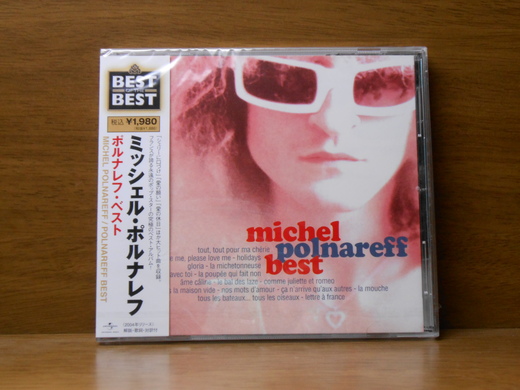 BEST
OF THE
BEST
税込 ¥1,980
ミッシェル・ポルナレフ
ポルナレフ・ベスト
MICHEL POLNAREFF / POLNAREFF BEST
michel
polnareff
best
tout, tout pour ma chérie
me, please love me - holidays
gloria - la michetonneuse
avec toi - la poupée qui fait non
âme câline - le bal des laze - comme juliette et romeo
la maison vide - nos mots d'amour - ça n'arrive qu'aux autres - la mouche
tous les bateaux... tous les oiseaux - lettre à france
UNIVERSAL